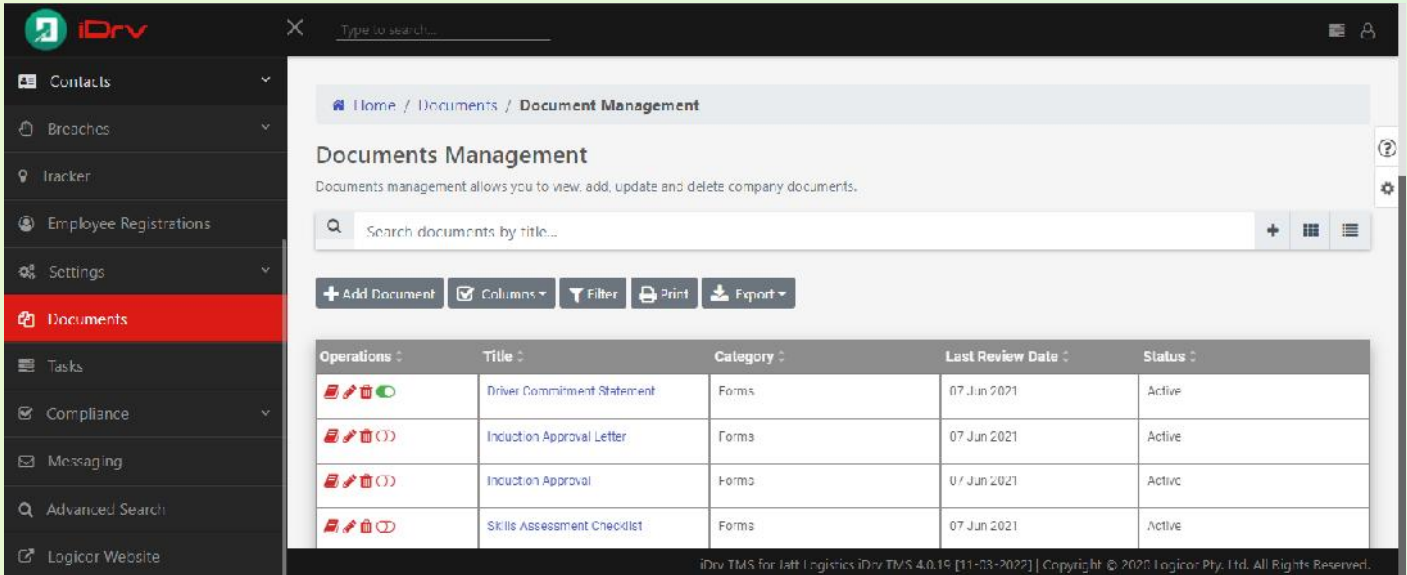 iDrv
Type to search...
Contacts
Breaches
Tracker
Employee Registrations
Settings
Documents
Tasks
Compliance
Messaging
Advanced Search
Logicor Website
Home / Documents / Document Management
Documents Management
Documents management allows you to view, add, update and delete company documents.
Search documents by title...
Add Document Columns Filter Print Export
Operations Title Category Last Review Date Status
Driver Commitment Statement Forms 07 Jun 2021 Active
Induction Approval Letter Forms 07 Jun 2021 Active
Induction Approval Forms 07 Jun 2021 Active
Skills Assessment Checklist Forms 07 Jun 2021 Active
iDrv TMS for Jatt Logistics iDrv TMS 4.0.19 [11-03-2022] | Copyright © 2020 Logicor Pty. Ltd. All Rights Reserved.